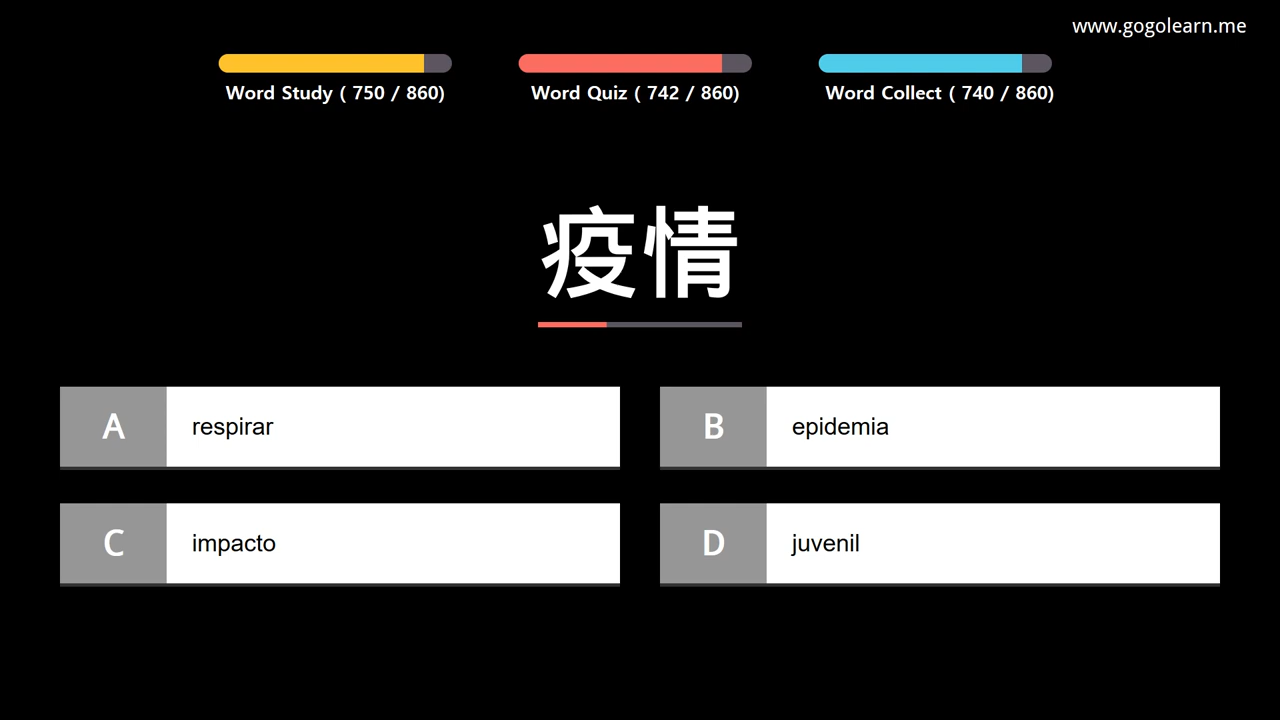 www.gogolearn.me
Word Study ( 750 / 860)
Word Quiz ( 742 / 860)
Word Collect ( 740 / 860)
疫情
A respirar
B epidemia
C impacto
D juvenil